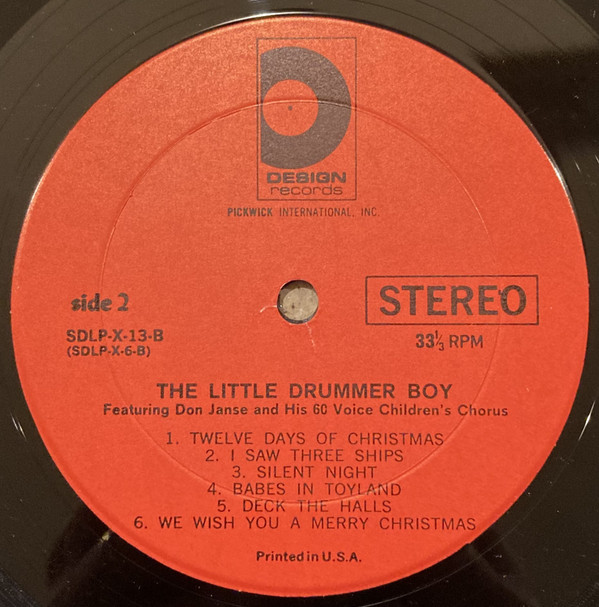 DESIGN
records
PICKWICK INTERNATIONAL, INC.
side 2
STEREO
SDLP-X-13-B
(SDLP-X-6-B)
33⅓ RPM
THE LITTLE DRUMMER BOY
Featuring Don Janse and His 60 Voice Children's Chorus
1. TWELVE DAYS OF CHRISTMAS
2. I SAW THREE SHIPS
3. SILENT NIGHT
4. BABES IN TOYLAND
5. DECK THE HALLS
6. WE WISH YOU A MERRY CHRISTMAS
Printed in U.S.A.